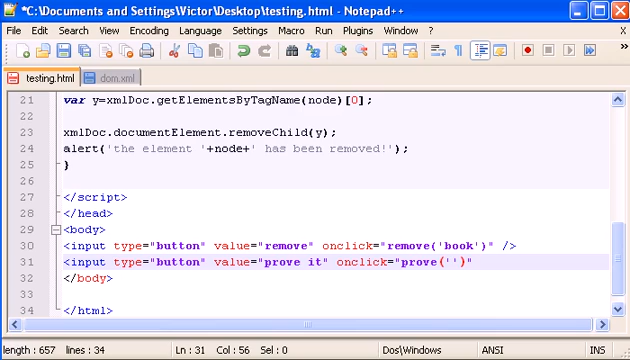 *C:\Documents and Settings\Victor\Desktop\testing.html - Notepad++
File Edit Search View Format Encoding Language Settings Macro Run Plugins Window ? X
testing.html dom.xml
21 var y=xmlDoc.getElementsByTagName(node)[0];
22
23 xmlDoc.documentElement.removeChild(y);
24 alert('the element '+node+' has been removed!');
25 }
26
27 </script>
28 </head>
29 <body>
30 <input type="button" value="remove" onclick="remove('book')" />
31 <input type="button" value="prove it" onclick="prove('')"
32 </body>
33
34 </html>
length : 657 lines : 34 Ln : 31 Col : 56 Sel : 0 Dos\Windows ANSI INS